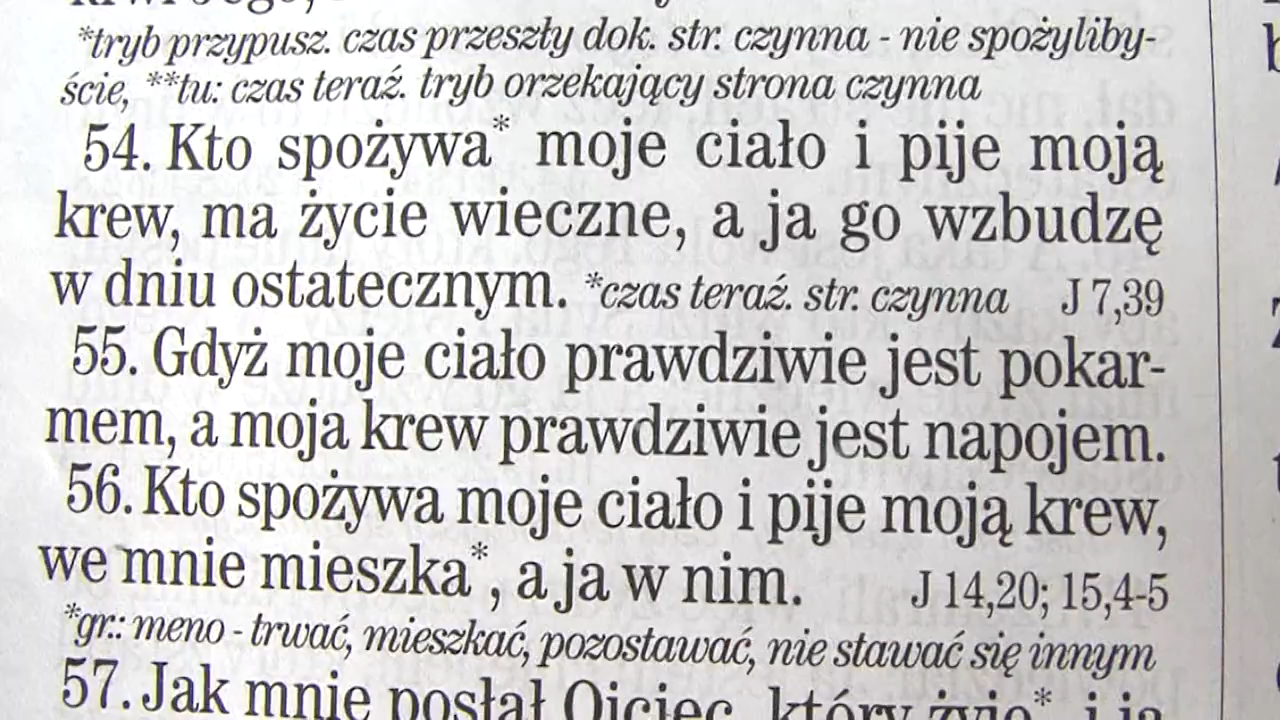 *tryb przypusz. czas przeszły dok. str. czynna - nie spożyliby-
ście, **tu: czas teraź. tryb orzekający strona czynna
54. Kto spożywa* moje ciało i pije moją
krew, ma życie wieczne, a ja go wzbudzę
w dniu ostatecznym. *czas teraź. str. czynna J 7,39
55. Gdyż moje ciało prawdziwie jest pokar-
mem, a moja krew prawdziwie jest napojem.
56. Kto spożywa moje ciało i pije moją krew,
we mnie mieszka*, a ja w nim. J 14,20; 15,4-5
*gr.: meno - trwać, mieszkać, pozostawać, nie stawać się innym
57. Jak mnie posłał Ojciec, który żyje*, i ja